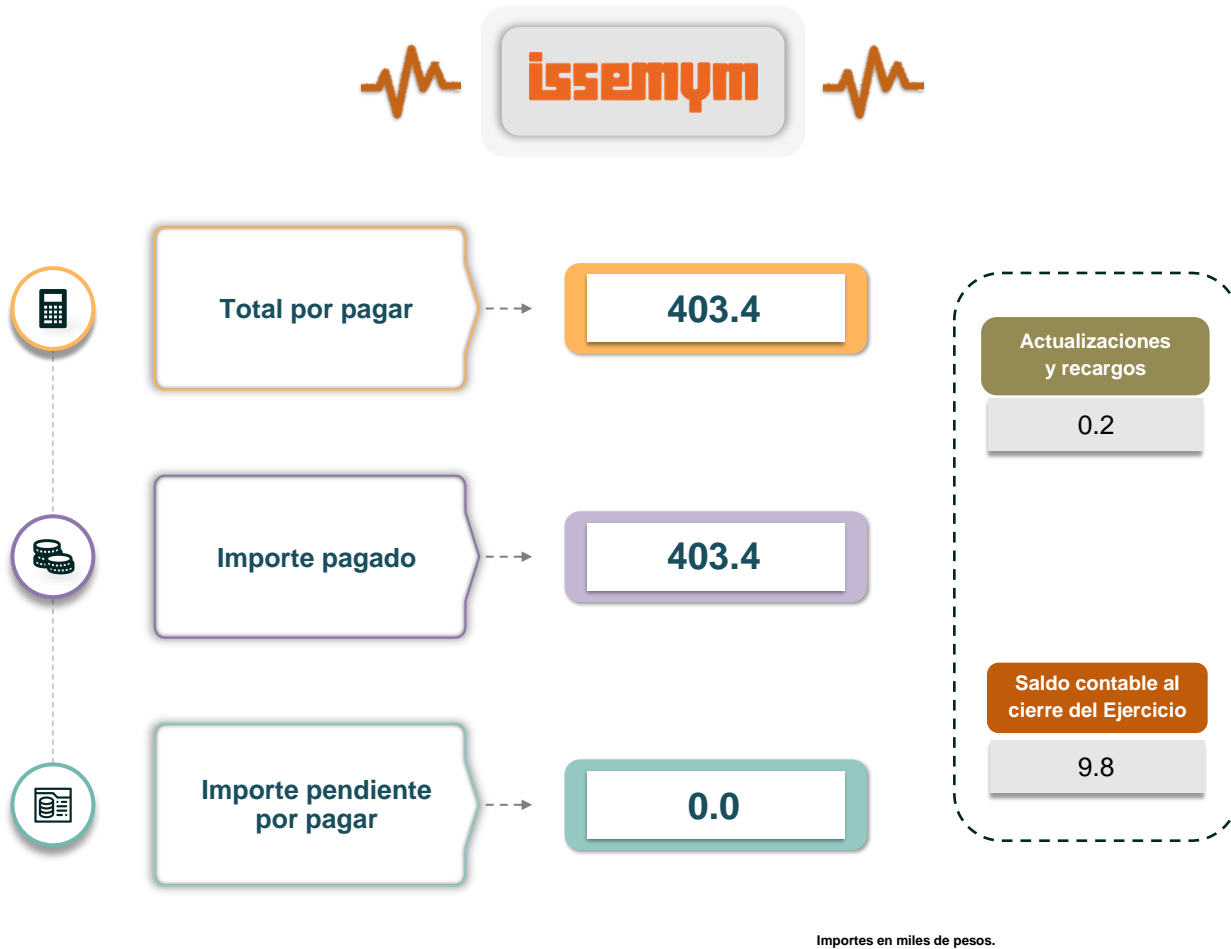 issemym
Total por pagar
403.4
Actualizaciones
y recargos
0.2
Importe pagado
403.4
Importe pendiente
por pagar
0.0
Saldo contable al
cierre del Ejercicio
9.8
Importes en miles de pesos.